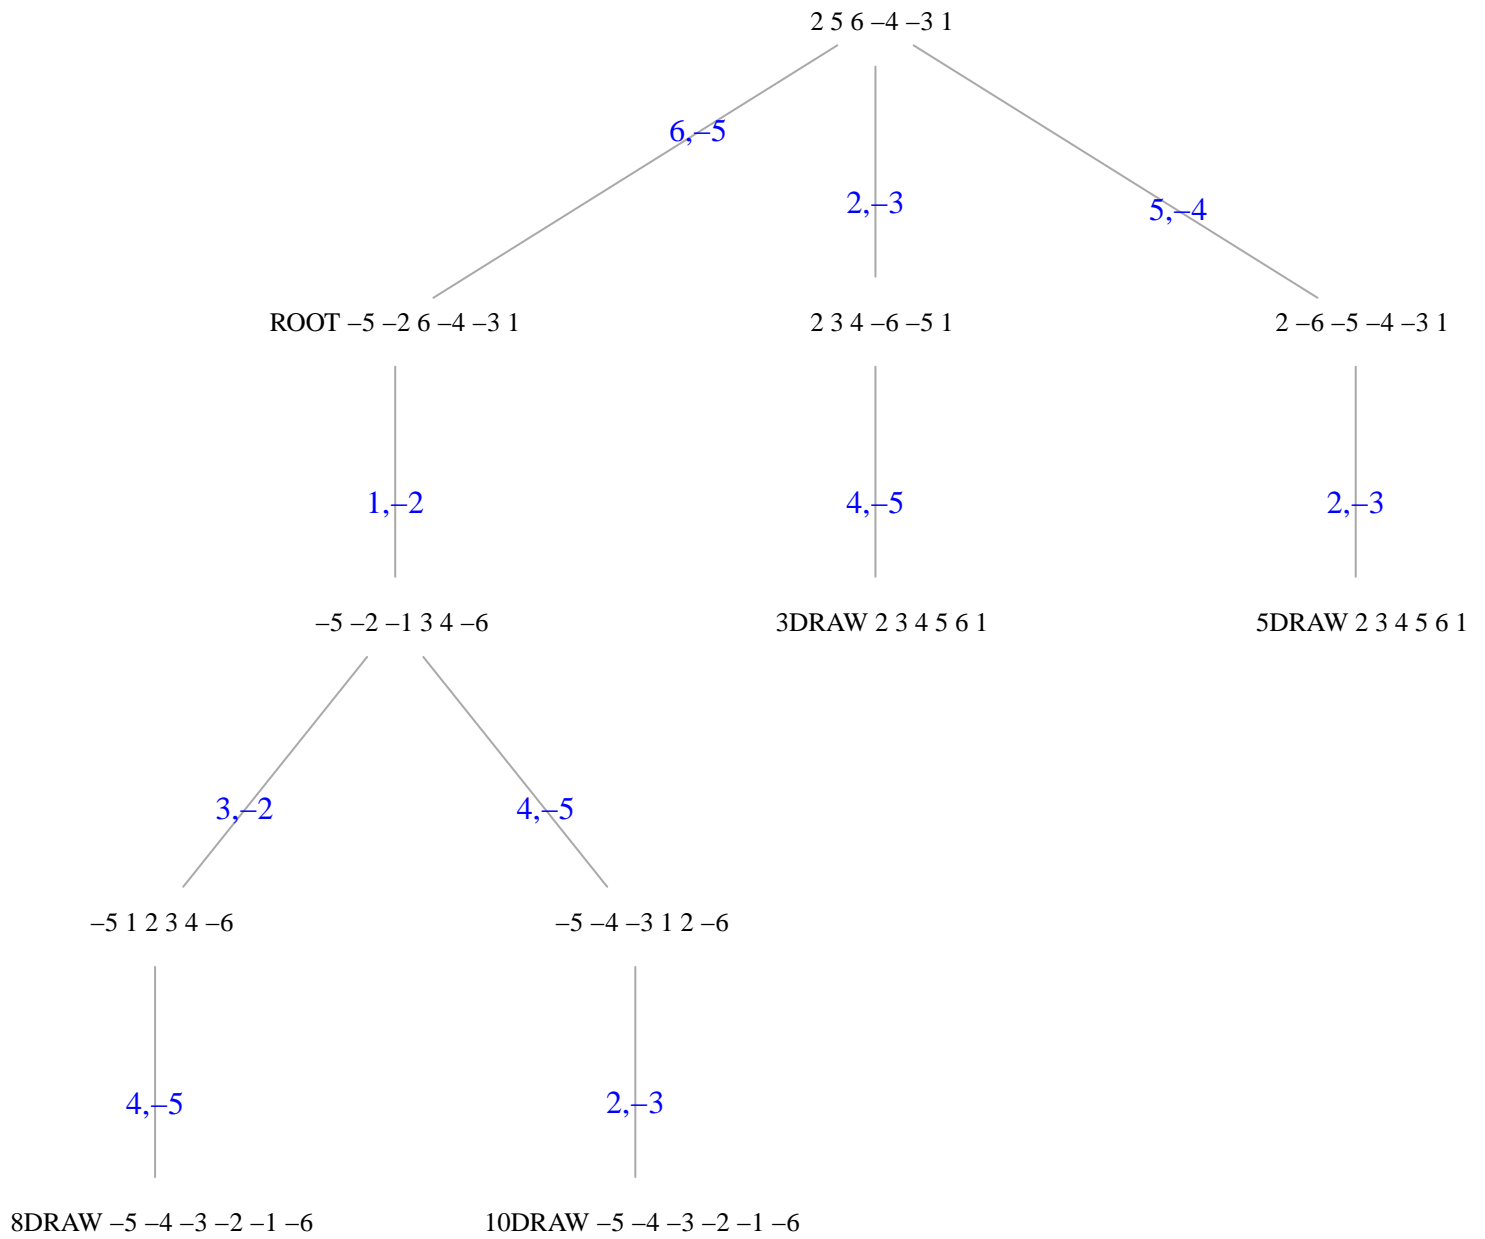 2 5 6 –4 –3 1
6,–5
2,–3
5,–4
ROOT –5 –2 6 –4 –3 1
2 3 4 –6 –5 1
2 –6 –5 –4 –3 1
1,–2
4,–5
2,–3
–5 –2 –1 3 4 –6
3DRAW 2 3 4 5 6 1
5DRAW 2 3 4 5 6 1
3,–2
4,–5
–5 1 2 3 4 –6
–5 –4 –3 1 2 –6
4,–5
2,–3
8DRAW –5 –4 –3 –2 –1 –6
10DRAW –5 –4 –3 –2 –1 –6